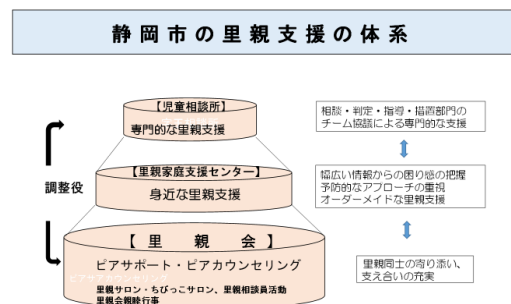 静岡市の里親支援の体系
【児童相談所】
専門的な里親支援
相談・判定・指導・措置部門の
チーム協議による専門的な支援
【里親家庭支援センター】
身近な里親支援
調整役
幅広い情報からの困り感の把握
予防的なアプローチの重視
オーダーメイドな里親支援
【里親会】
ピアサポート・ピアカウンセリング
里親サロン・ちびっこサロン、里親相談員活動
里親会親睦行事
里親同士の寄り添い、
支え合いの充実